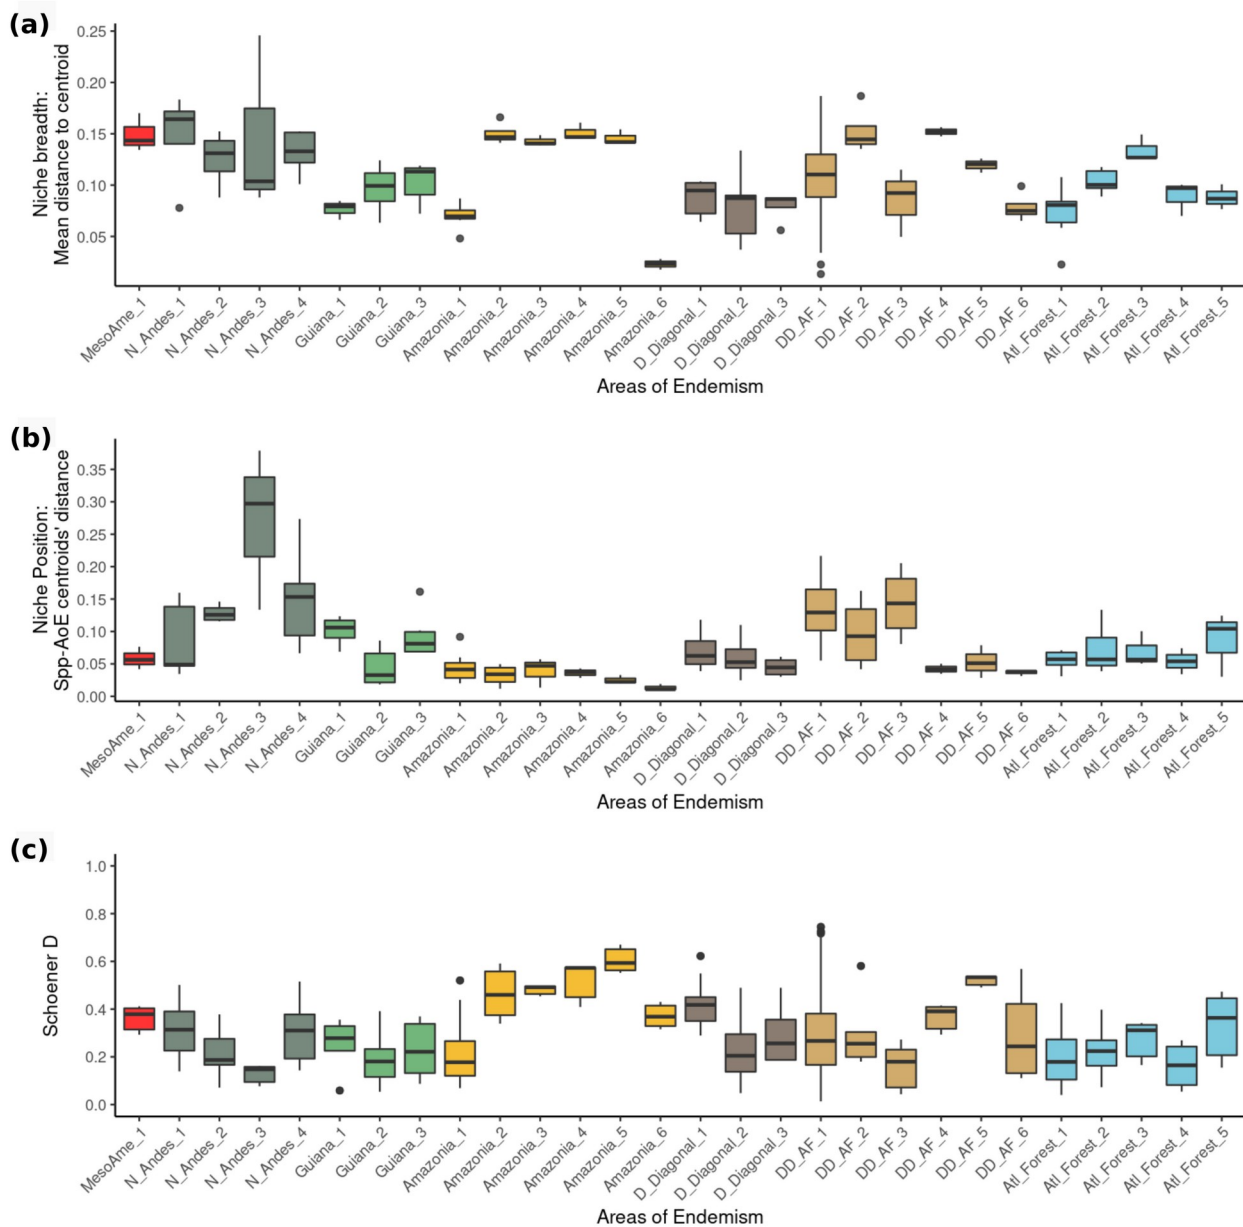 (a)
Niche breadth:
Mean distance to centroid
0.25
0.20
0.15
0.10
0.05
MesoAme_1
N_Andes_1
N_Andes_2
N_Andes_3
N_Andes_4
Guiana_1
Guiana_2
Guiana_3
Amazonia_1
Amazonia_2
Amazonia_3
Amazonia_4
Amazonia_5
Amazonia_6
D_Diagonal_1
D_Diagonal_2
D_Diagonal_3
DD_AF_1
DD_AF_2
DD_AF_3
DD_AF_4
DD_AF_5
DD_AF_6
Atl_Forest_1
Atl_Forest_2
Atl_Forest_3
Atl_Forest_4
Atl_Forest_5
Areas of Endemism
(b)
Niche Position:
Spp-AoE centroids' distance
0.35
0.30
0.25
0.20
0.15
0.10
0.05
0.00
MesoAme_1
N_Andes_1
N_Andes_2
N_Andes_3
N_Andes_4
Guiana_1
Guiana_2
Guiana_3
Amazonia_1
Amazonia_2
Amazonia_3
Amazonia_4
Amazonia_5
Amazonia_6
D_Diagonal_1
D_Diagonal_2
D_Diagonal_3
DD_AF_1
DD_AF_2
DD_AF_3
DD_AF_4
DD_AF_5
DD_AF_6
Atl_Forest_1
Atl_Forest_2
Atl_Forest_3
Atl_Forest_4
Atl_Forest_5
Areas of Endemism
(c)
Schoener D
1.0
0.8
0.6
0.4
0.2
0.0
MesoAme_1
N_Andes_1
N_Andes_2
N_Andes_3
N_Andes_4
Guiana_1
Guiana_2
Guiana_3
Amazonia_1
Amazonia_2
Amazonia_3
Amazonia_4
Amazonia_5
Amazonia_6
D_Diagonal_1
D_Diagonal_2
D_Diagonal_3
DD_AF_1
DD_AF_2
DD_AF_3
DD_AF_4
DD_AF_5
DD_AF_6
Atl_Forest_1
Atl_Forest_2
Atl_Forest_3
Atl_Forest_4
Atl_Forest_5
Areas of Endemism